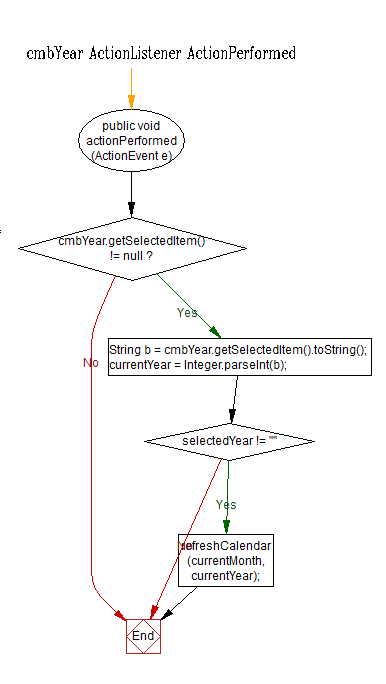 cmbYear ActionListener ActionPerformed
public void
actionPerformed
(ActionEvent e)
cmbYear.getSelectedItem()
!= null ?
Yes
No
String b = cmbYear.getSelectedItem().toString();
currentYear = Integer.parseInt(b);
selectedYear != ""
Yes
refreshCalendar
(currentMonth,
currentYear);
End